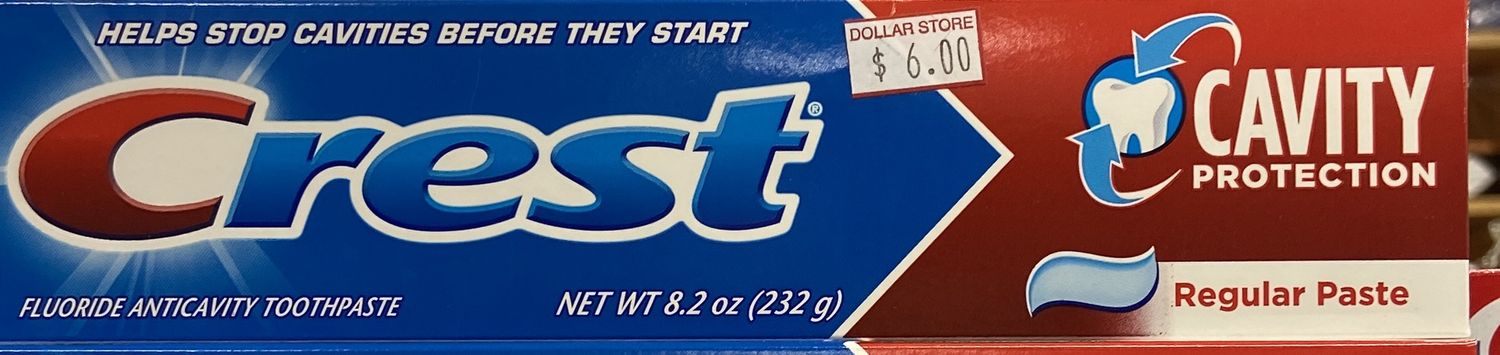 HELPS STOP CAVITIES BEFORE THEY START
DOLLAR STORE
$ 6.00
Crest®
CAVITY
PROTECTION
Regular Paste
FLUORIDE ANTICAVITY TOOTHPASTE
NET WT 8.2 oz (232 g)